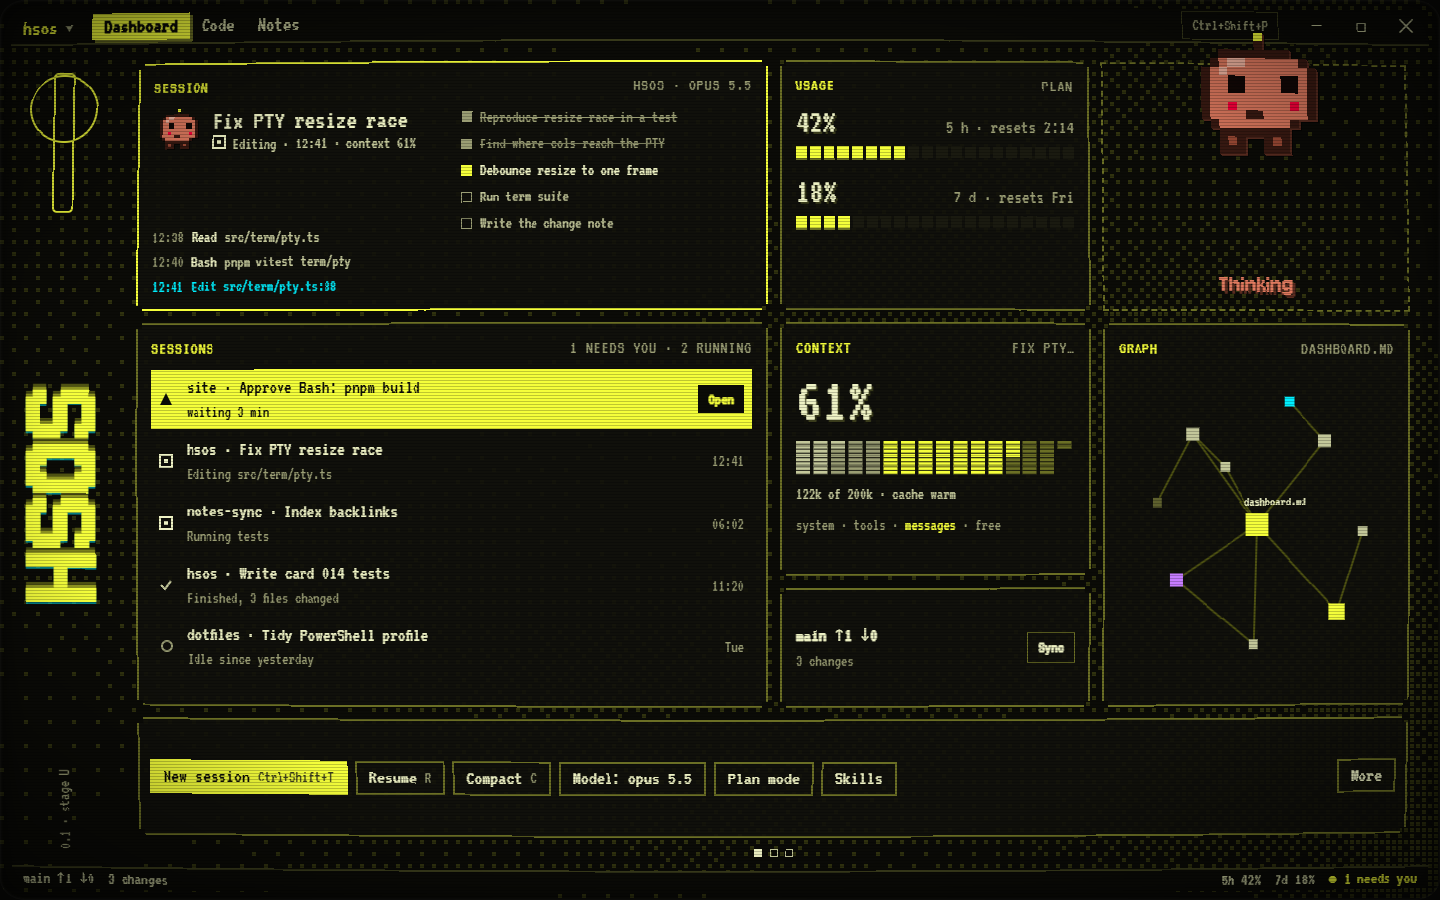 hsos
Dashboard
Code
Notes
Ctrl+Shift+P
SESSION
HSOS · OPUS 5.5
Fix PTY resize race
Editing · 12:41 · context 61%
Reproduce resize race in a test
Find where cols reach the PTY
Debounce resize to one frame
Run term suite
Write the change note
12:38 Read src/term/pty.ts
12:40 Bash pnpm vitest term/pty
12:41 Edit src/term/pty.ts:88
USAGE
PLAN
42%
5 h · resets 2:14
18%
7 d · resets Fri
Thinking
SESSIONS
1 NEEDS YOU · 2 RUNNING
site · Approve Bash: pnpm build
waiting 3 min
Open
hsos · Fix PTY resize race
Editing src/term/pty.ts
12:41
notes-sync · Index backlinks
Running tests
06:02
hsos · Write card 014 tests
Finished, 3 files changed
11:20
dotfiles · Tidy PowerShell profile
Idle since yesterday
Tue
CONTEXT
FIX PTY…
61%
122k of 200k · cache warm
system · tools · messages · free
main ↑1 ↓0
3 changes
Sync
GRAPH
DASHBOARD.MD
dashboard.md
HSOS
0.1 · stage U
New session Ctrl+Shift+T
Resume R
Compact C
Model: opus 5.5
Plan mode
Skills
More
main ↑1 ↓0 3 changes
5h 42% 7d 18% ● 1 needs you